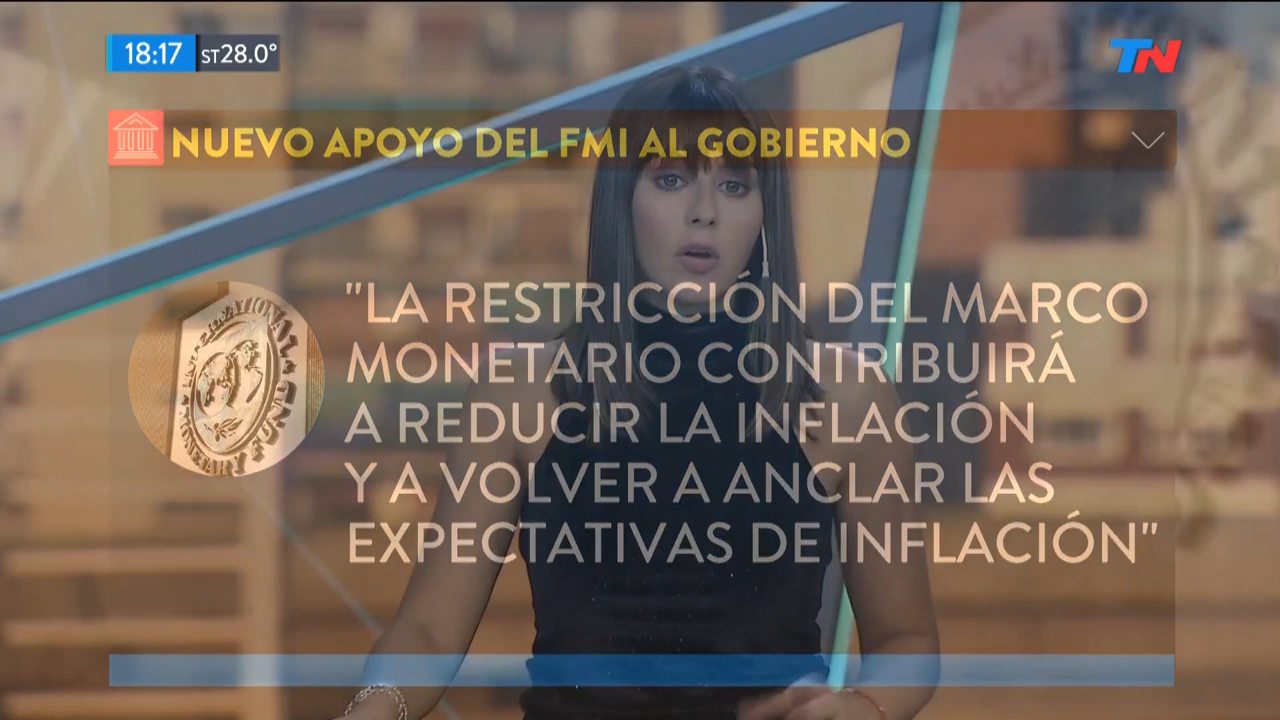 18:17 ST28.0°
TN
NUEVO APOYO DEL FMI AL GOBIERNO
"LA RESTRICCIÓN DEL MARCO
MONETARIO CONTRIBUIRÁ
A REDUCIR LA INFLACIÓN
Y A VOLVER A ANCLAR LAS
EXPECTATIVAS DE INFLACIÓN"